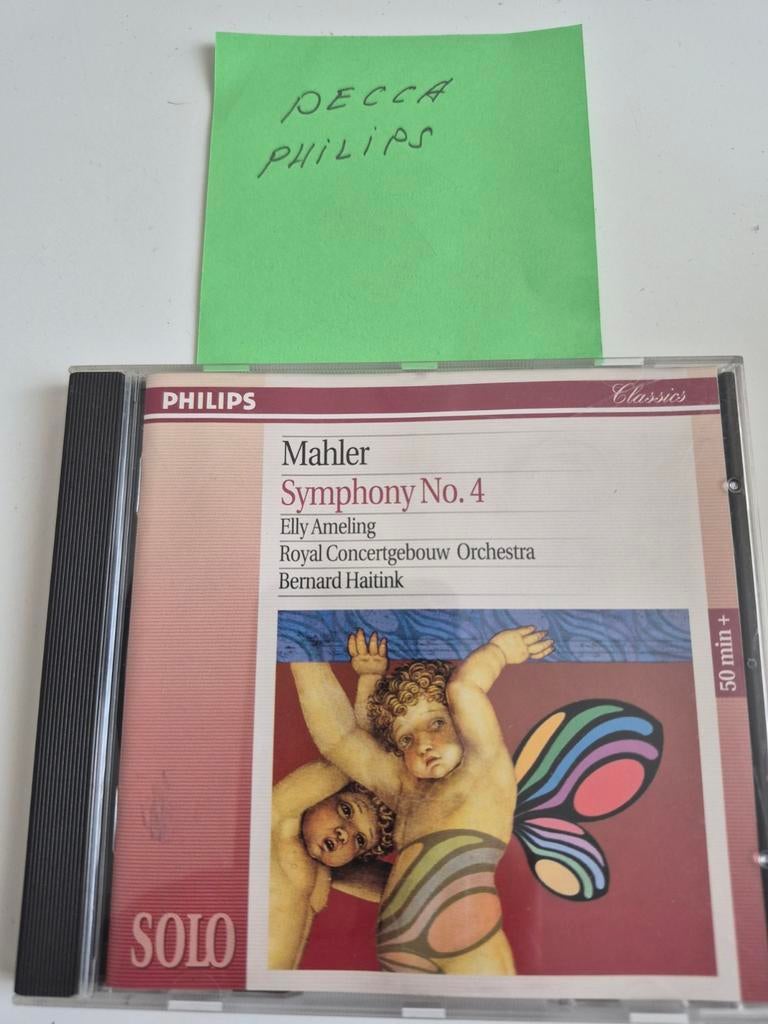 DECCA
PHiLiPS
PHILIPS Classics
Mahler
Symphony No. 4
Elly Ameling
Royal Concertgebouw Orchestra
Bernard Haitink
50 min +
SOLO